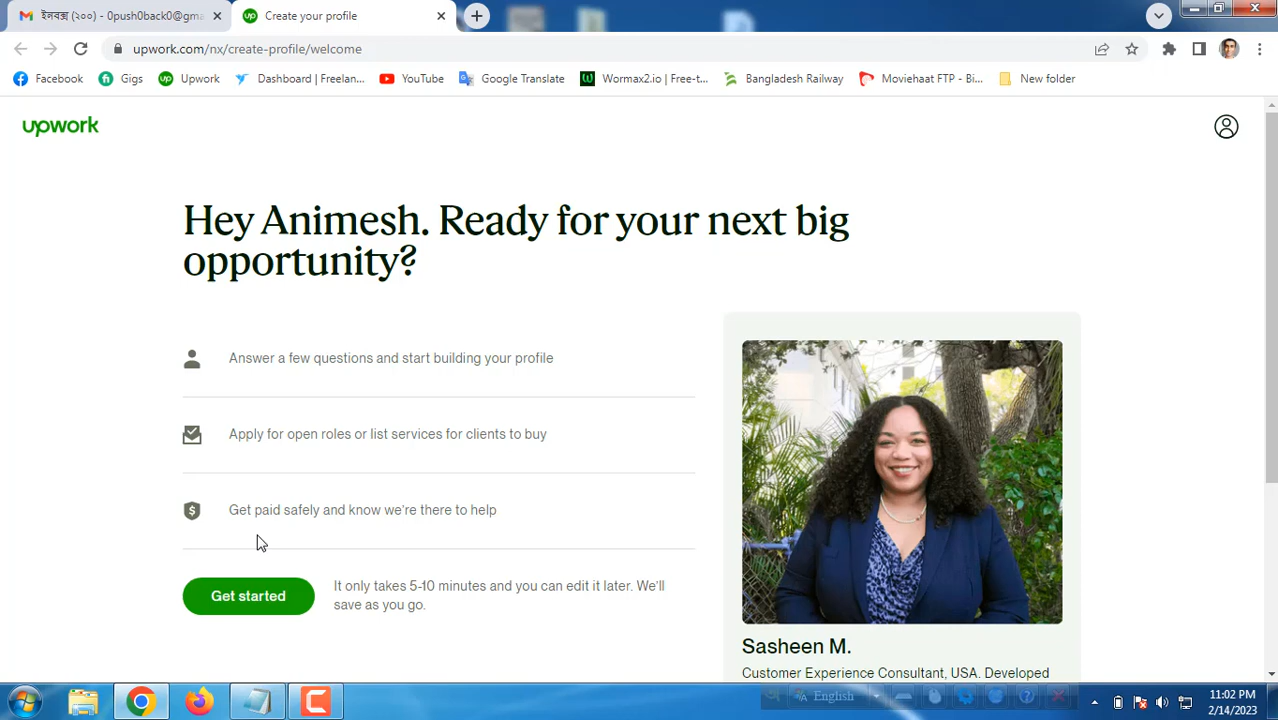 ইনবক্স (২০০) - 0push0back0@gma
Create your profile
upwork.com/nx/create-profile/welcome
Facebook
fi Gigs
up Upwork
Dashboard | Freelan...
YouTube
Google Translate
W Wormax2.io | Free-t...
Bangladesh Railway
Moviehaat FTP - Bi...
New folder
upwork
Hey Animesh. Ready for your next big
opportunity?
Answer a few questions and start building your profile
Apply for open roles or list services for clients to buy
Get paid safely and know we're there to help
Get started
It only takes 5-10 minutes and you can edit it later. We'll
save as you go.
Sasheen M.
Customer Experience Consultant, USA. Developed
English
11:02 PM
2/14/2023